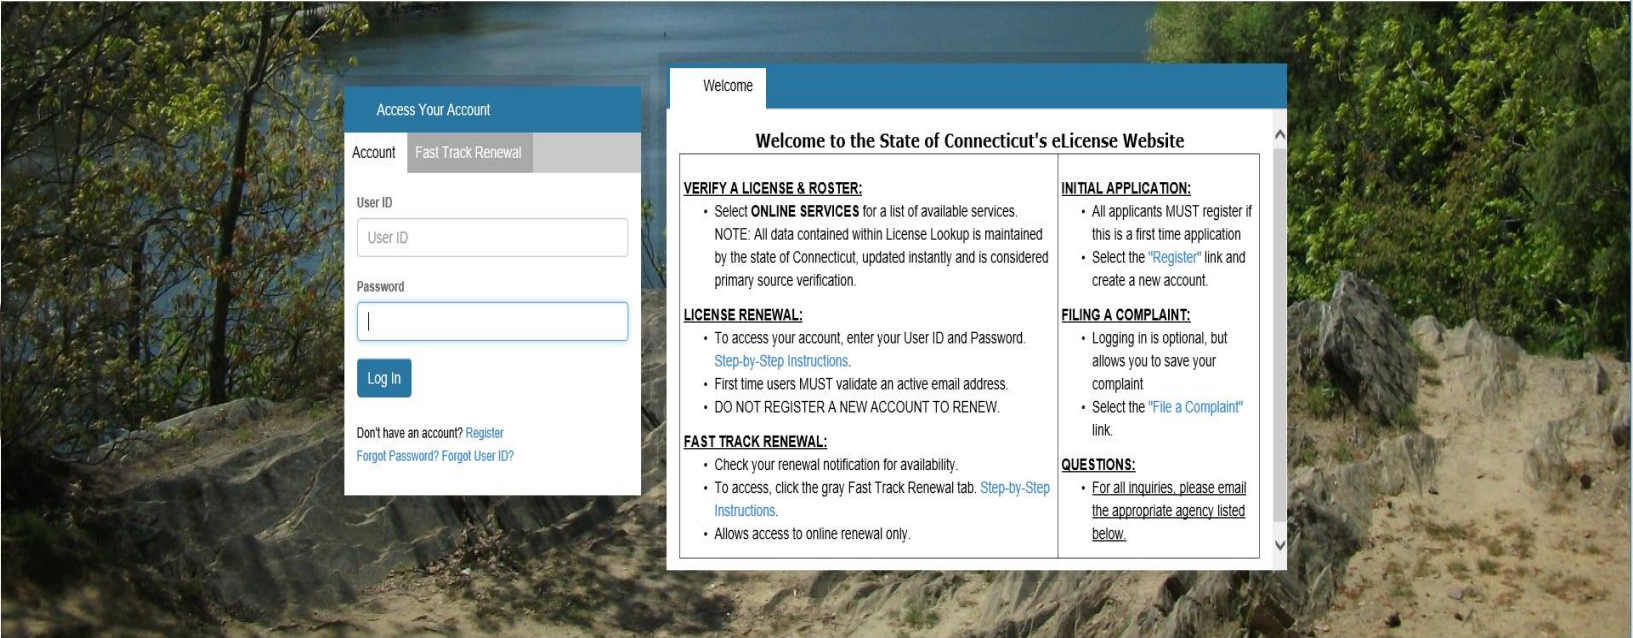 Access Your Account
Account
Fast Track Renewal
User ID
User ID
Password
Log In
Don't have an account? Register
Forgot Password? Forgot User ID?
Welcome
Welcome to the State of Connecticut's eLicense Website
VERIFY A LICENSE & ROSTER:
• Select ONLINE SERVICES for a list of available services.
NOTE: All data contained within License Lookup is maintained
by the state of Connecticut, updated instantly and is considered
primary source verification.
LICENSE RENEWAL:
• To access your account, enter your User ID and Password.
Step-by-Step Instructions.
• First time users MUST validate an active email address.
• DO NOT REGISTER A NEW ACCOUNT TO RENEW.
FAST TRACK RENEWAL:
• Check your renewal notification for availability.
• To access, click the gray Fast Track Renewal tab. Step-by-Step
Instructions.
• Allows access to online renewal only.
INITIAL APPLICATION:
• All applicants MUST register if
this is a first time application
• Select the "Register" link and
create a new account.
FILING A COMPLAINT:
• Logging in is optional, but
allows you to save your
complaint
• Select the "File a Complaint"
link.
QUESTIONS:
• For all inquiries, please email
the appropriate agency listed
below.